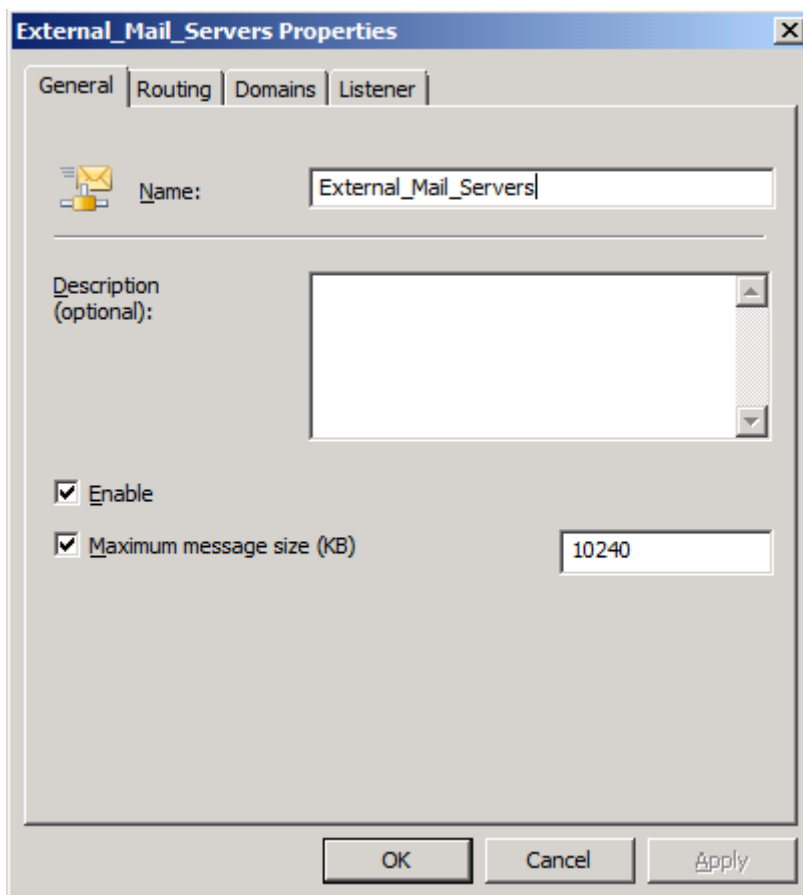 External_Mail_Servers Properties
General Routing Domains Listener
Name: External_Mail_Servers
Description
(optional):
Enable
Maximum message size (KB) 10240
OK Cancel Apply